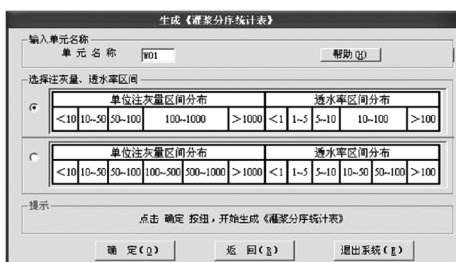 生成《灌浆分序统计表》
输入单元名称
单 元 名 称 W01 帮助(H)
选择注灰量、透水率区间
单位注灰量区间分布 透水率区间分布
<10 10~50 50~100 100~1000 >1000 <1 1~5 5~10 10~100 >100
单位注灰量区间分布 透水率区间分布
<10 10~50 50~100 100~500 500~1000 >1000 <1 1~5 5~10 10~50 50~100 >100
提示
点击 确定 按纽，开始生成《灌浆分序统计表》
确 定(O) 返 回(R) 退出系统(E)